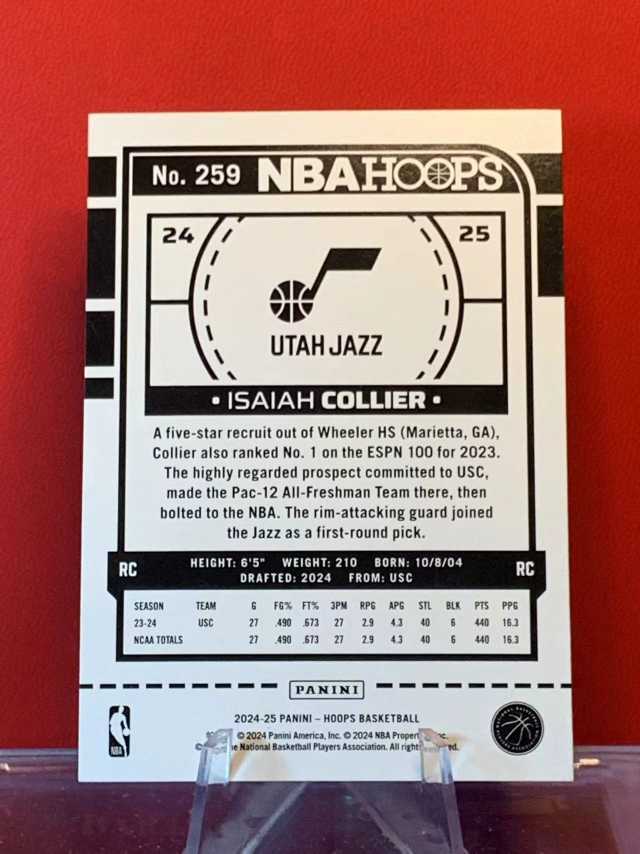 No. 259 NBA HOOPS
24 25
UTAH JAZZ
• ISAIAH COLLIER •
A five-star recruit out of Wheeler HS (Marietta, GA),
Collier also ranked No. 1 on the ESPN 100 for 2023.
The highly regarded prospect committed to USC,
made the Pac-12 All-Freshman Team there, then
bolted to the NBA. The rim-attacking guard joined
the Jazz as a first-round pick.
RC HEIGHT: 6'5" WEIGHT: 210 BORN: 10/8/04 RC
DRAFTED: 2024 FROM: USC
SEASON TEAM G FG% FT% 3PM RPG APG STL BLK PTS PPG
23-24 USC 27 .490 .673 27 2.9 4.3 40 6 440 16.3
NCAA TOTALS 27 .490 .673 27 2.9 4.3 40 6 440 16.3
PANINI
2024-25 PANINI – HOOPS BASKETBALL
© 2024 Panini America, Inc. © 2024 NBA
National Basketball Players Association. All
NBA